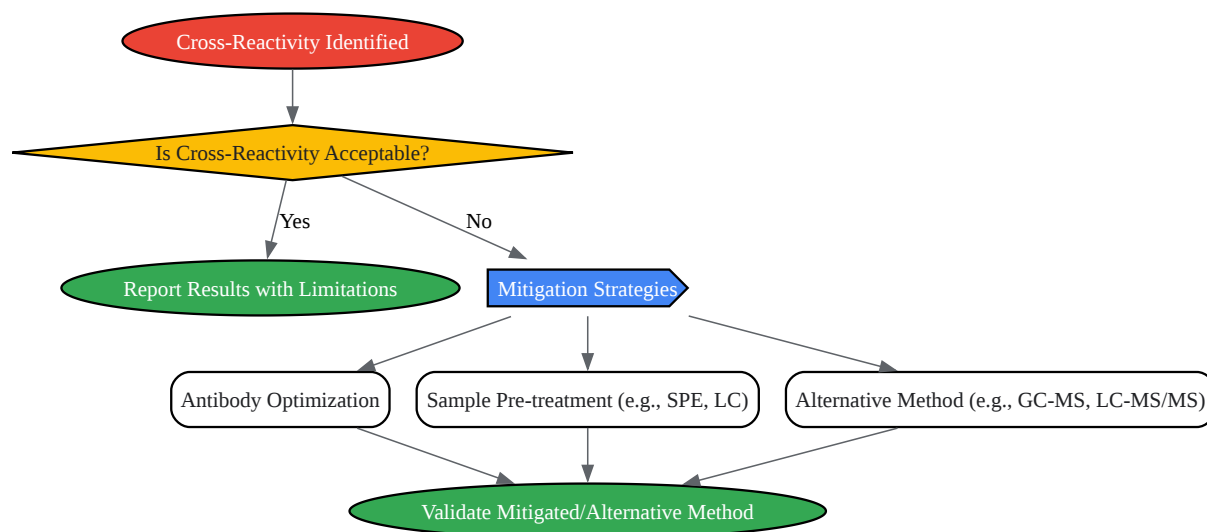 Cross-Reactivity Identified
Is Cross-Reactivity Acceptable?
Yes
No
Report Results with Limitations
Mitigation Strategies
Antibody Optimization
Sample Pre-treatment (e.g., SPE, LC)
Alternative Method (e.g., GC-MS, LC-MS/MS)
Validate Mitigated/Alternative Method